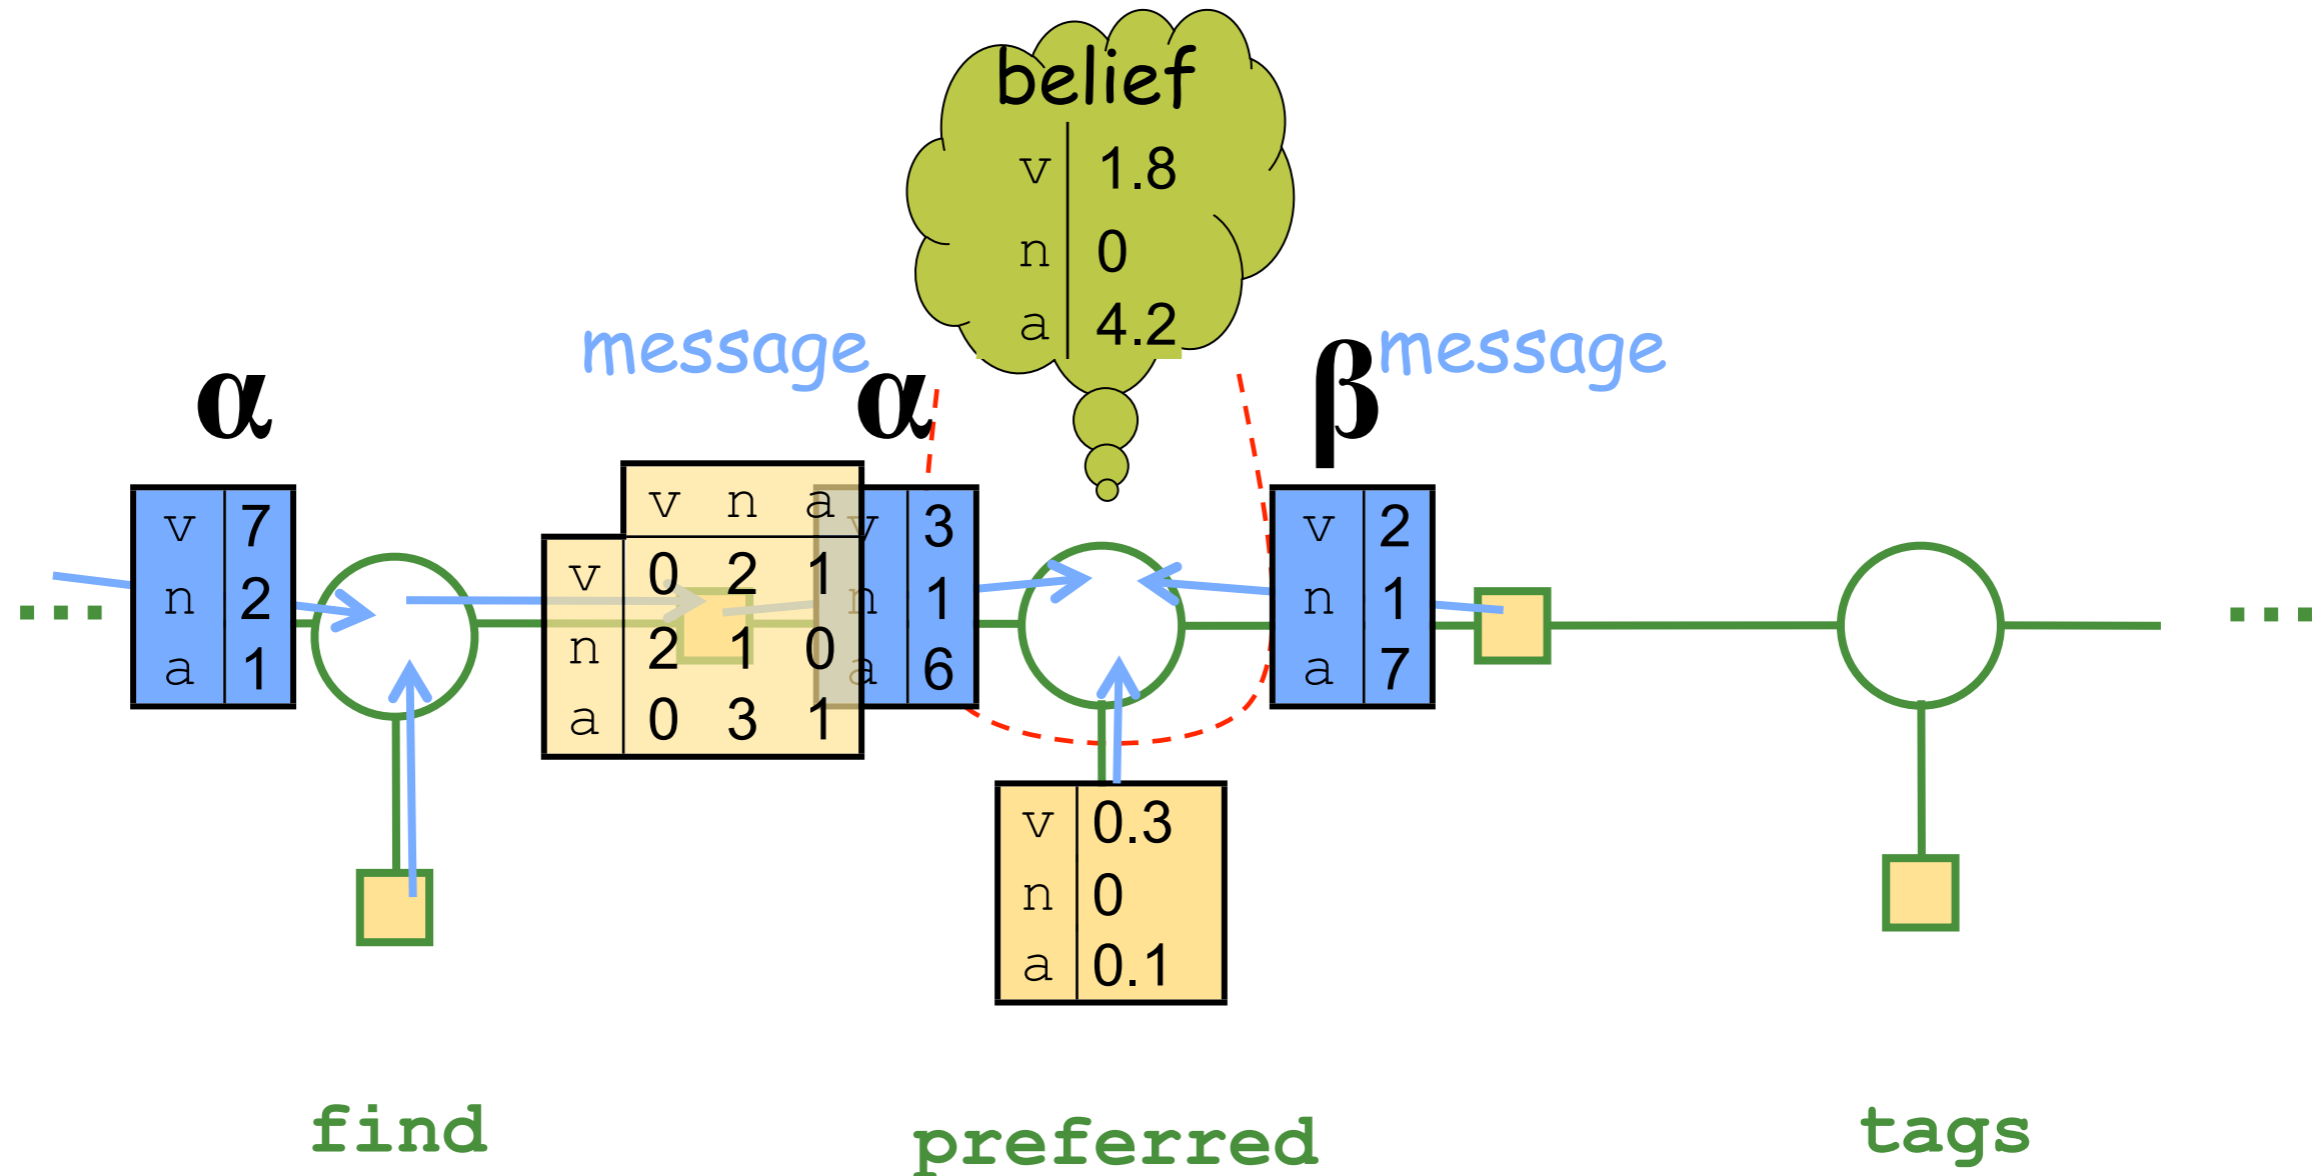 belief
v 1.8
n 0
a 4.2
message
message
α
α
β
v 7
n 2
a 1
v n a
v 0 2 1
n 2 1 0
a 0 3 1
v 3
n 1
a 6
v 2
n 1
a 7
v 0.3
n 0
a 0.1
find
preferred
tags